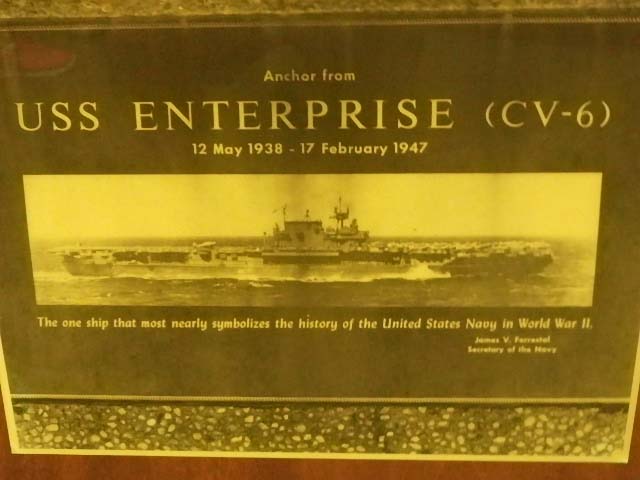 Anchor from
USS ENTERPRISE (CV-6)
12 May 1938 - 17 February 1947
The one ship that most nearly symbolizes the history of the United States Navy in World War II.
James V. Forrestal
Secretary of the Navy